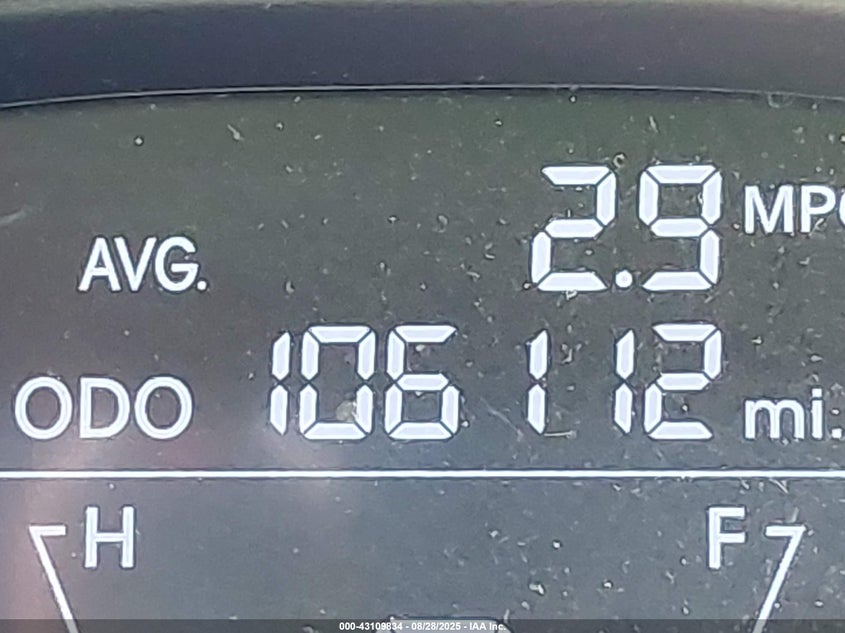 2.9 MPG
AVG.
ODO 106112 mi.
H F
000-43109834 - 08/28/2025 - IAA Inc.